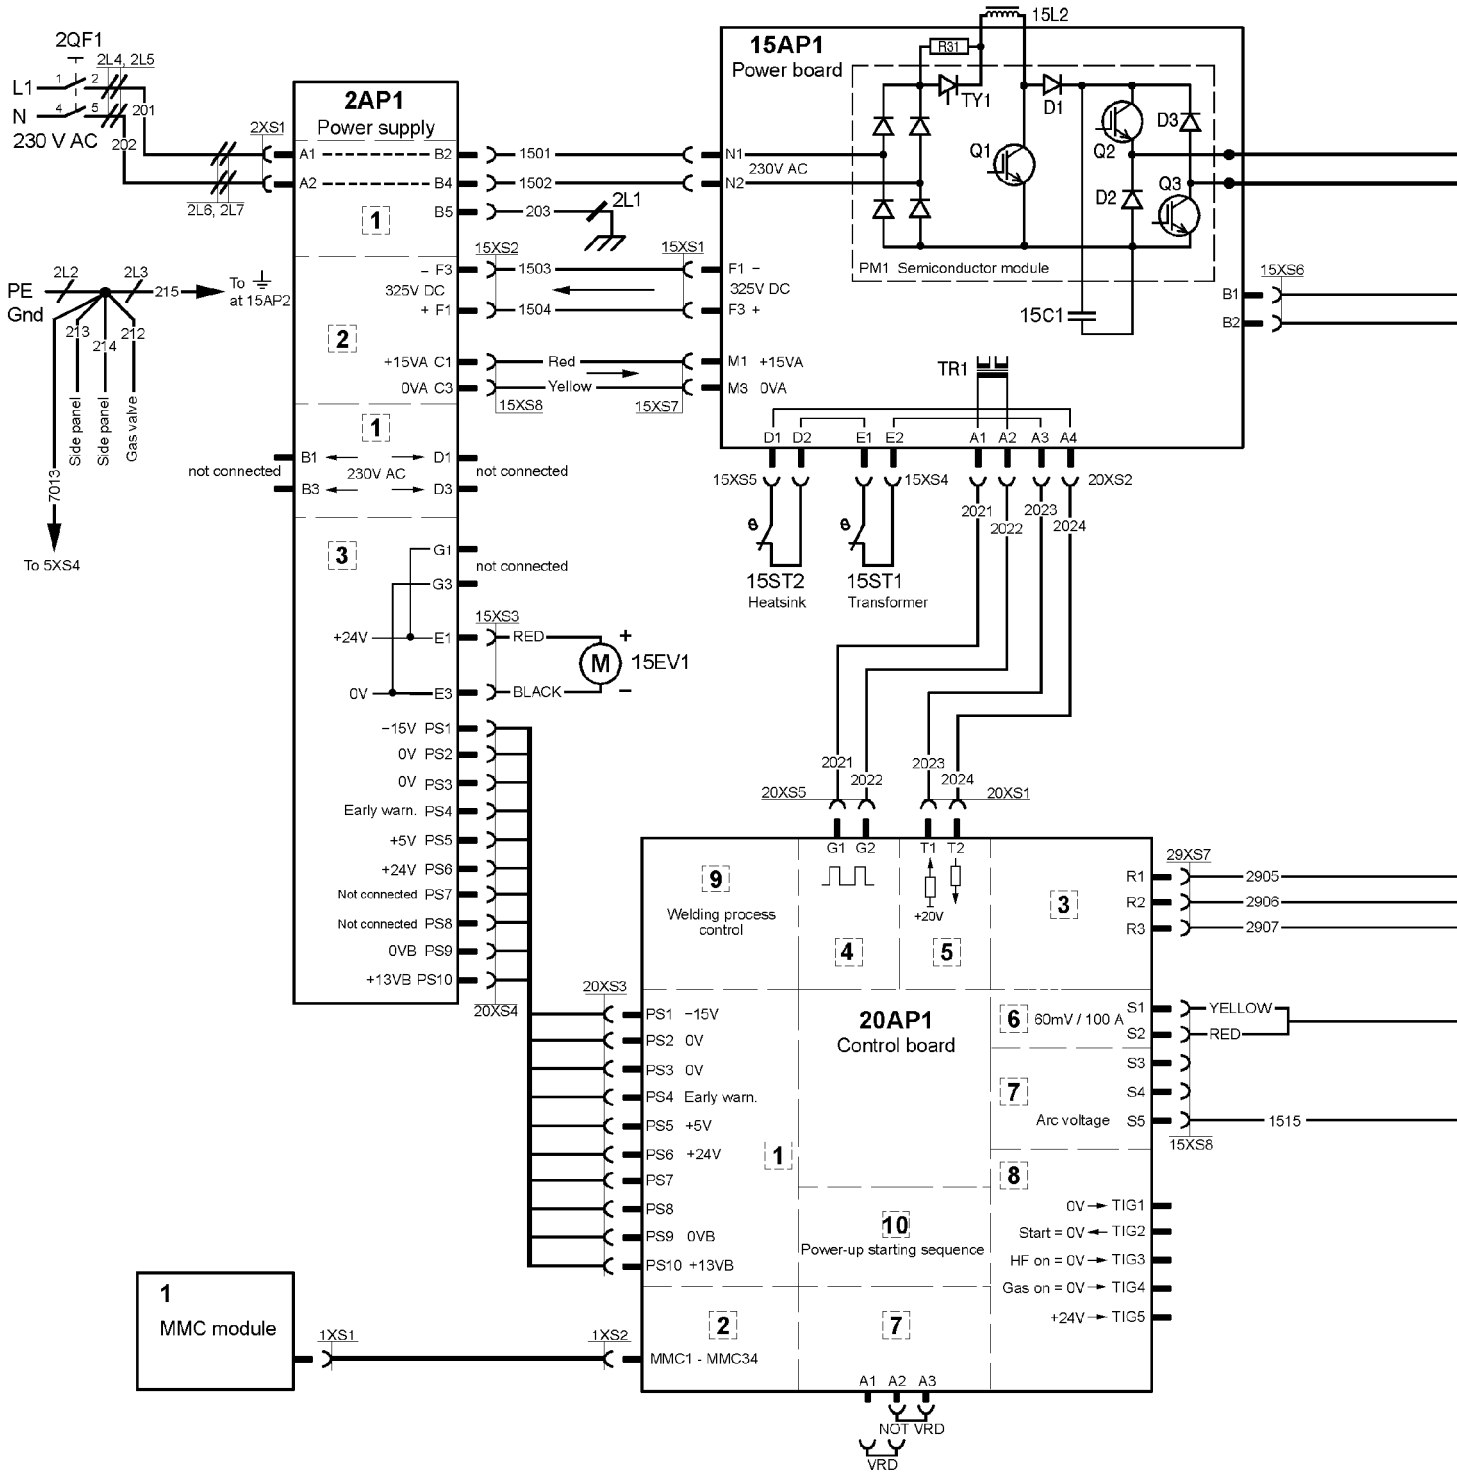 2QF1
2L4, 2L5
L1 1 2
N 4 5
201
202
230 V AC
2XS1
2L6, 2L7
2AP1
Power supply
A1 B2
A2 B4
B5
1
1501
1502
203
2L1
15XS2
15XS1
– F3
325V DC
+ F1
1503
1504
2
+15VA C1
0VA C3
Red
Yellow
15XS8
15XS7
1
B1 D1
230V AC
B3 D3
not connected
not connected
3
G1
G3
not connected
+24V E1
0V E3
15XS3
RED
BLACK
M
+
–
15EV1
–15V PS1
0V PS2
0V PS3
Early warn. PS4
+5V PS5
+24V PS6
Not connected PS7
Not connected PS8
0VB PS9
+13VB PS10
20XS4
PE
Gnd
2L2
2L3
215
To
at 15AP2
213
214
212
Side panel
Side panel
Gas valve
7013
To 5XS4
15AP1
Power board
15L2
R31
TY1
D1
Q1
Q2
D2
D3
Q3
PM1 Semiconductor module
15C1
N1
230V AC
N2
F1 –
325V DC
F3 +
M1 +15VA
M3 0VA
TR1
15XS6
B1
B2
D1 D2 E1 E2 A1 A2 A3 A4
15XS5
15XS4
20XS2
2021
2022
2023
2024
θ
θ
15ST2
Heatsink
15ST1
Transformer
2021
2022
2023
2024
20XS5
20XS1
G1 G2 T1 T2
+20V
9
Welding process
control
4
5
3
R1
R2
R3
29XS7
2905
2906
2907
20AP1
Control board
6 60mV / 100 A
S1
S2
YELLOW
RED
S3
S4
7
Arc voltage S5
1515
15XS8
20XS3
PS1 –15V
PS2 0V
PS3 0V
PS4 Early warn.
PS5 +5V
PS6 +24V
PS7
PS8
PS9 0VB
PS10 +13VB
1
8
0V TIG1
Start = 0V TIG2
HF on = 0V TIG3
Gas on = 0V TIG4
+24V TIG5
10
Power-up starting sequence
2
7
MMC1 - MMC34
1
MMC module
1XS1
1XS2
A1 A2 A3
NOT VRD
VRD